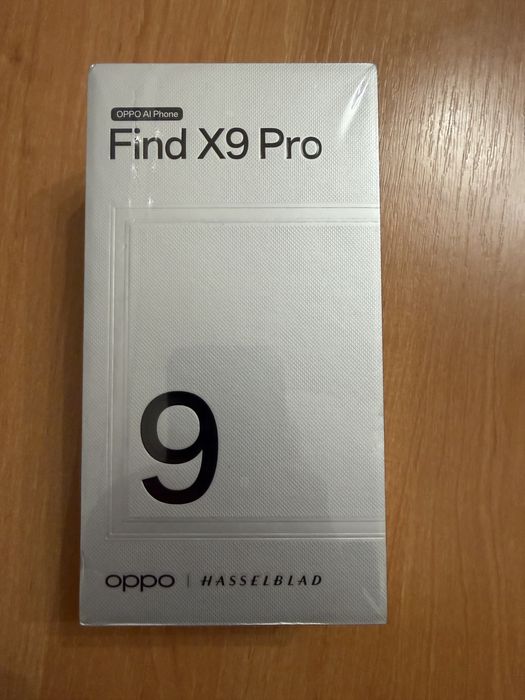 OPPO AI Phone
Find X9 Pro
9
oppo | HASSELBLAD